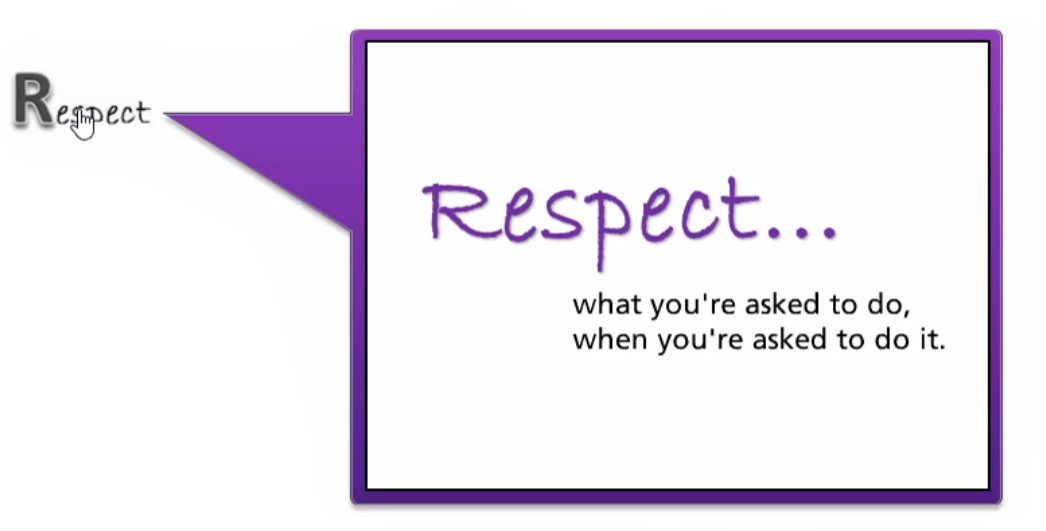 Respect
Respect...
what you're asked to do,
when you're asked to do it.